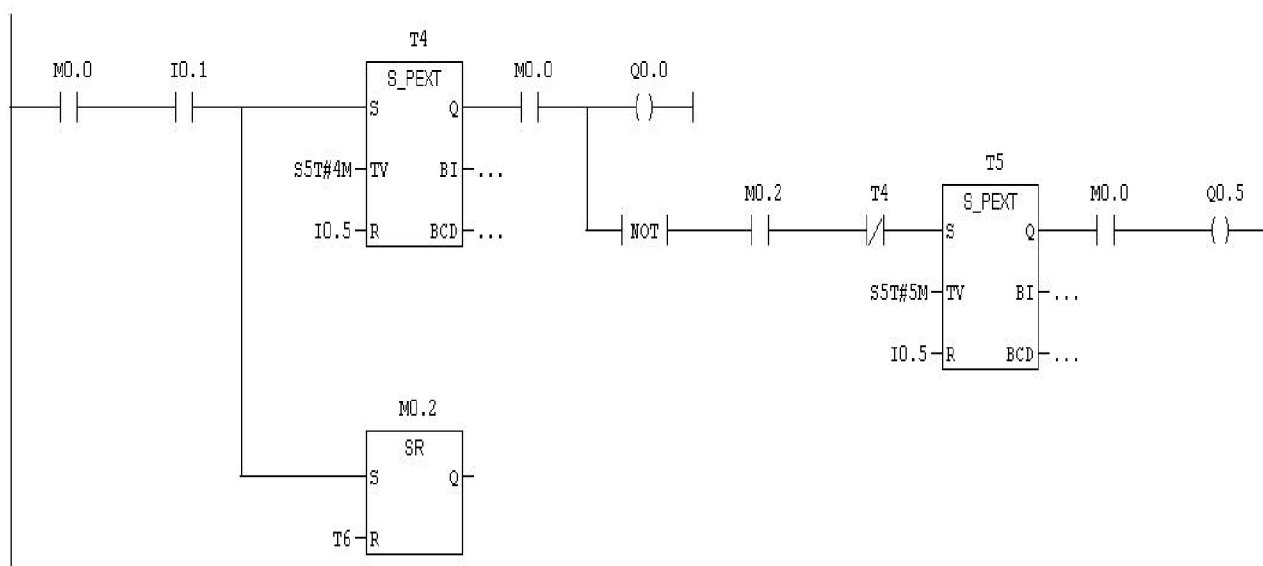 T4
M0.0 I0.1 S_PEXT M0.0 Q0.0
S Q
S5T#4M TV BI ...
T5
M0.2 T4 S_PEXT M0.0 Q0.5
I0.5 R BCD ... NOT S Q
S5T#5M TV BI ...
I0.5 R BCD ...
M0.2
SR
S Q
T6 R